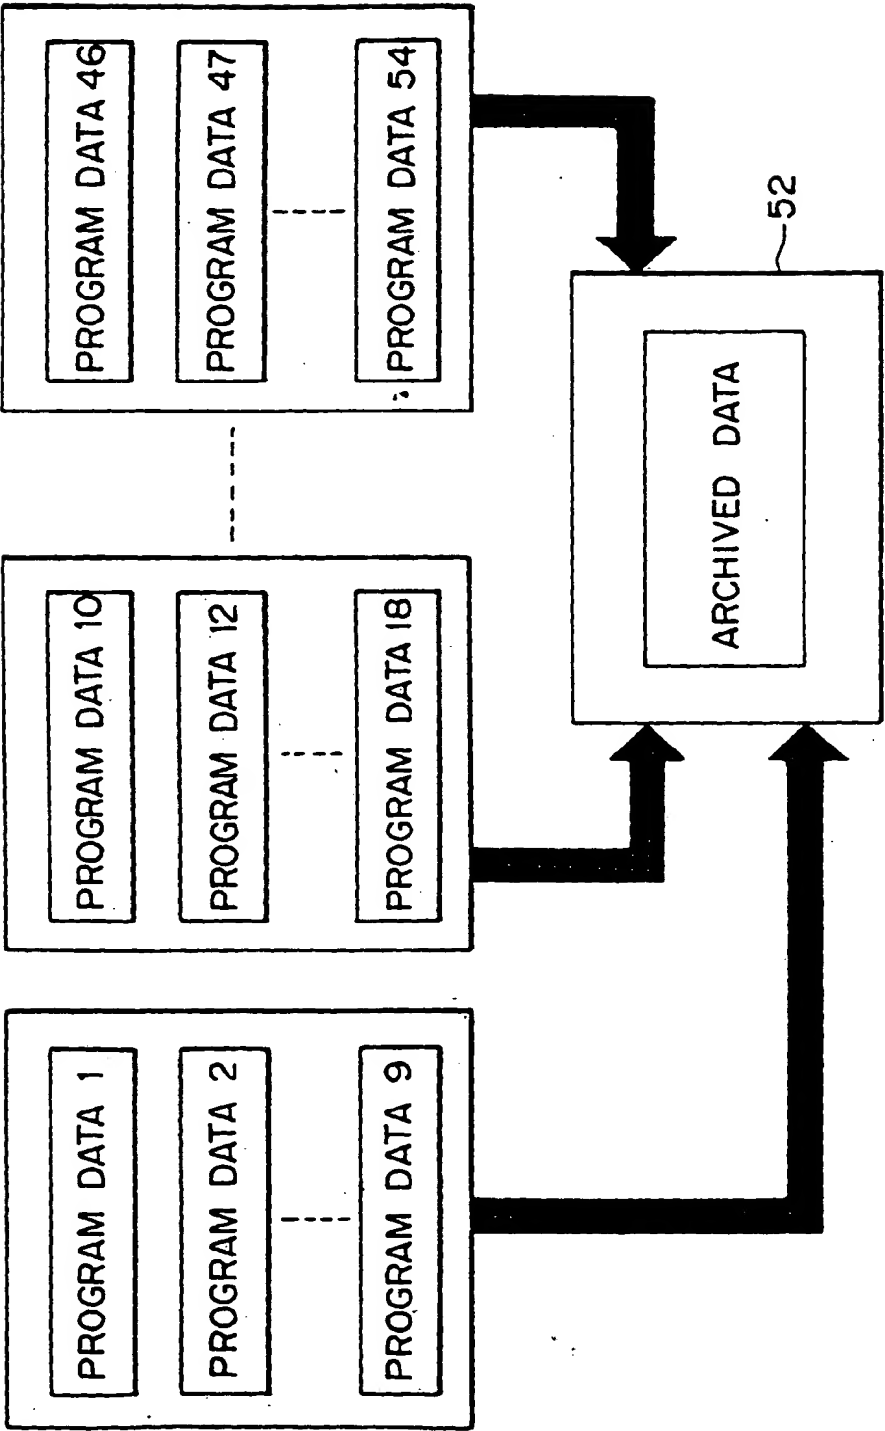 PROGRAM DATA 1
PROGRAM DATA 2
PROGRAM DATA 9
PROGRAM DATA 10
PROGRAM DATA 12
PROGRAM DATA 18
PROGRAM DATA 46
PROGRAM DATA 47
PROGRAM DATA 54
ARCHIVED DATA
52